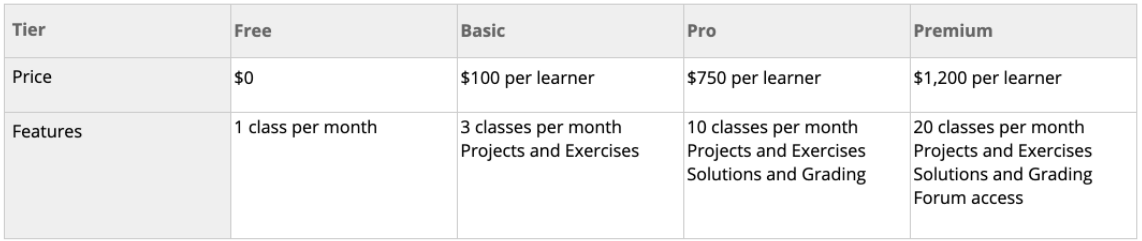 Tier Free Basic Pro Premium
Price $0 $100 per learner $750 per learner $1,200 per learner
Features 1 class per month 3 classes per month 10 classes per month 20 classes per month
Projects and Exercises Projects and Exercises Projects and Exercises
Solutions and Grading Solutions and Grading
Forum access